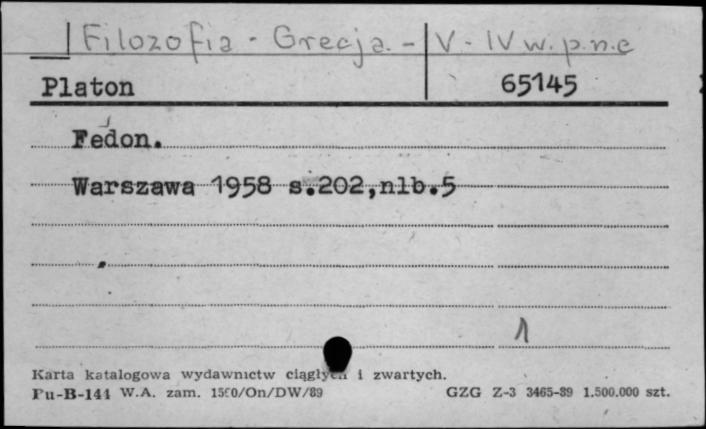 Filozofia - Grecja. - V - IV w. p.n.e
Platon 65145
Fedon.
Warszawa 1958 s.202,nlb.5
1
Karta katalogowa wydawnictw ciągłych i zwartych.
Pu-B-144 W.A. zam. 1560/On/DW/89 GZG Z-3 3465-89 1.500.000 szt.